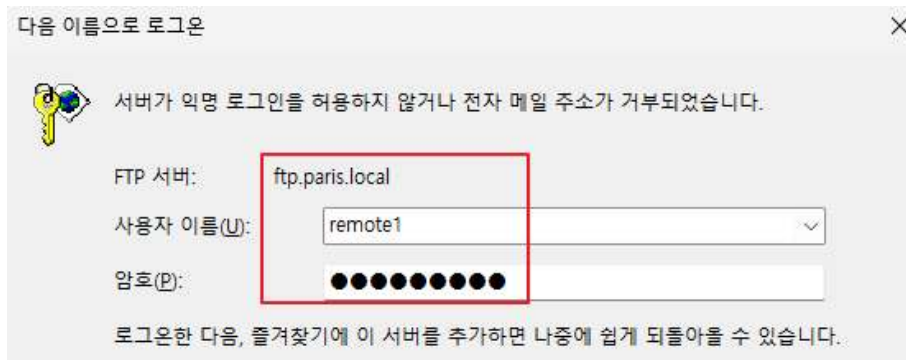 다음 이름으로 로그온
서버가 익명 로그인을 허용하지 않거나 전자 메일 주소가 거부되었습니다.
FTP 서버: ftp.paris.local
사용자 이름(U): remote1
암호(P): ●●●●●●●●●
로그온한 다음, 즐겨찾기에 이 서버를 추가하면 나중에 쉽게 되돌아올 수 있습니다.